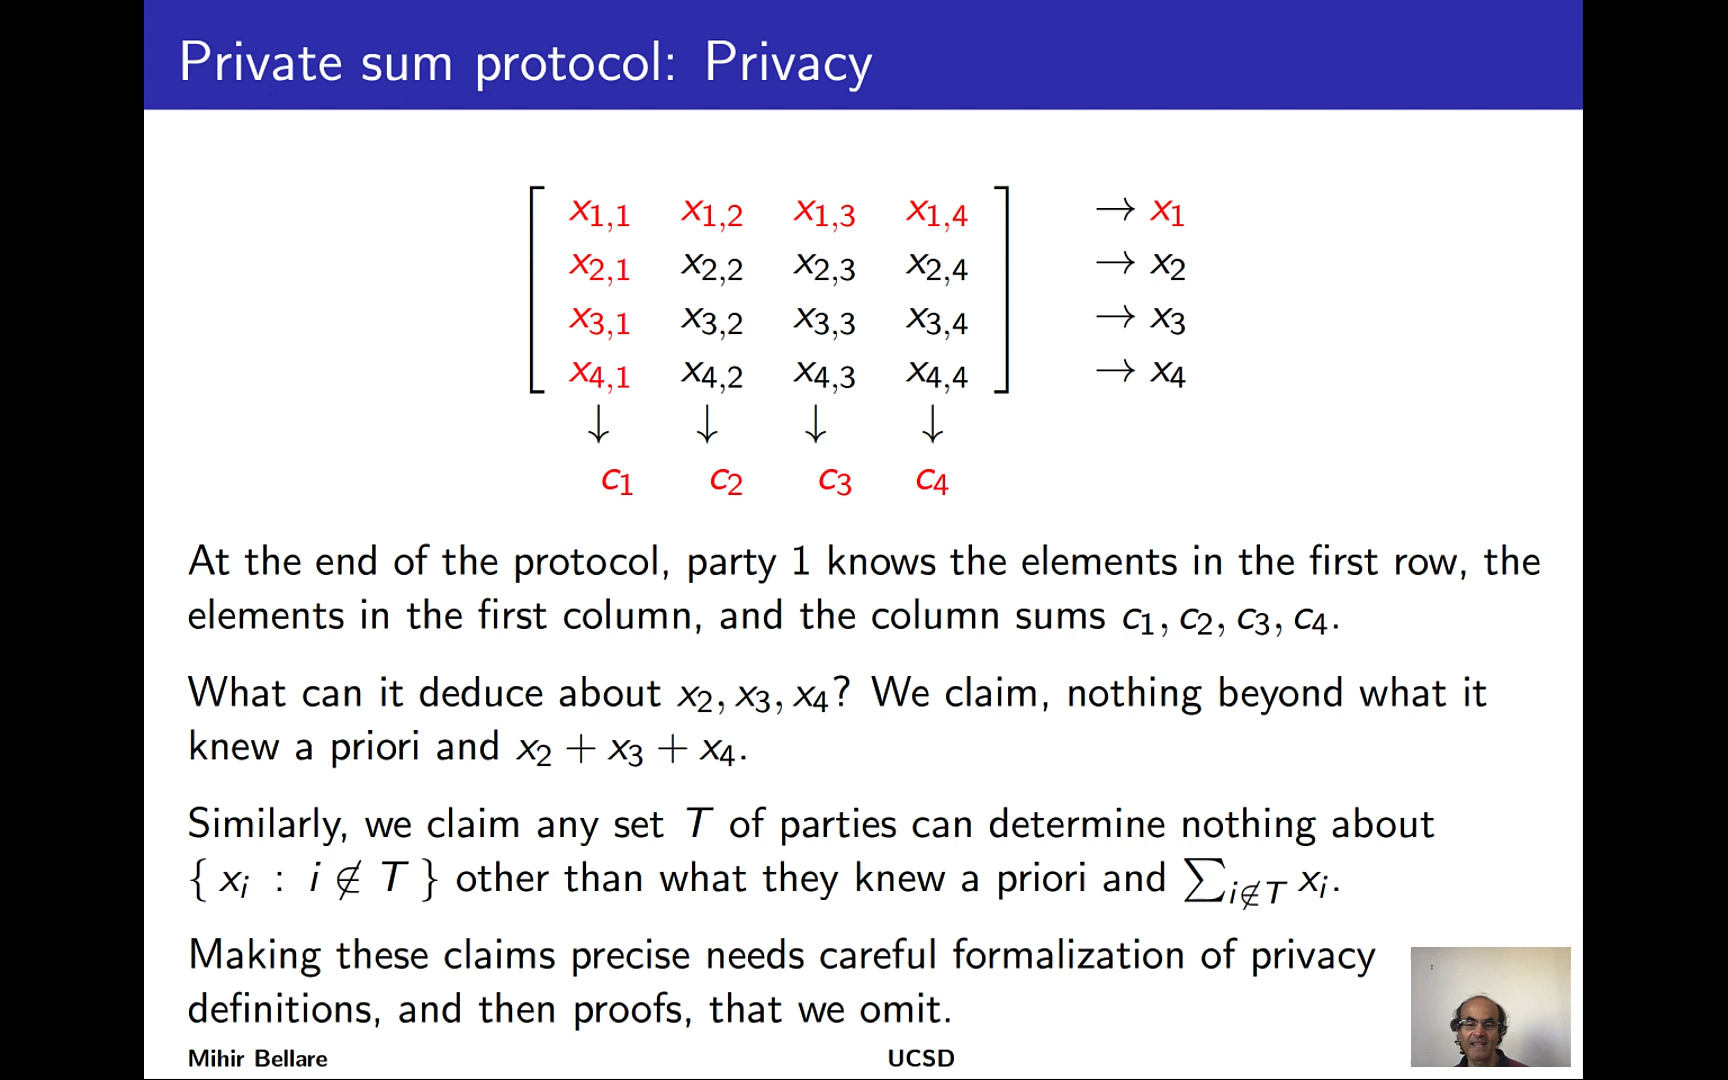 Private sum protocol: Privacy
x1,1 x1,2 x1,3 x1,4 → x1
x2,1 x2,2 x2,3 x2,4 → x2
x3,1 x3,2 x3,3 x3,4 → x3
x4,1 x4,2 x4,3 x4,4 → x4
↓ ↓ ↓ ↓
c1 c2 c3 c4
At the end of the protocol, party 1 knows the elements in the first row, the
elements in the first column, and the column sums c1, c2, c3, c4.
What can it deduce about x2, x3, x4? We claim, nothing beyond what it
knew a priori and x2 + x3 + x4.
Similarly, we claim any set T of parties can determine nothing about
{ xi : i ∉ T } other than what they knew a priori and ∑i∉T xi.
Making these claims precise needs careful formalization of privacy
definitions, and then proofs, that we omit.
Mihir Bellare UCSD